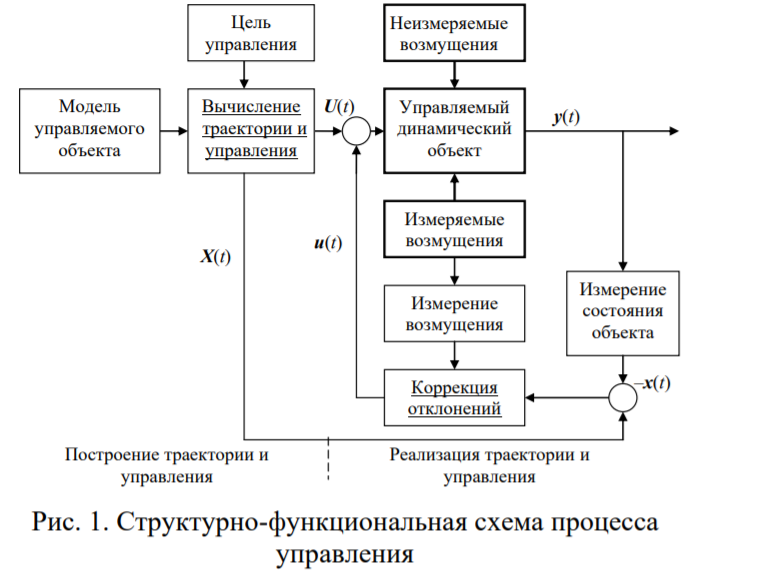 Цель
управления
Неизмеряемые
возмущения
Модель
управляемого
объекта
Вычисление
траектории и
управления
U(t)
Управляемый
динамический
объект
y(t)
X(t)
u(t)
Измеряемые
возмущения
Измерение
возмущения
Измерение
состояния
объекта
Коррекция
отклонений
–x(t)
Построение траектории и
управления
Реализация траектории и
управления
Рис. 1. Структурно-функциональная схема процесса
управления